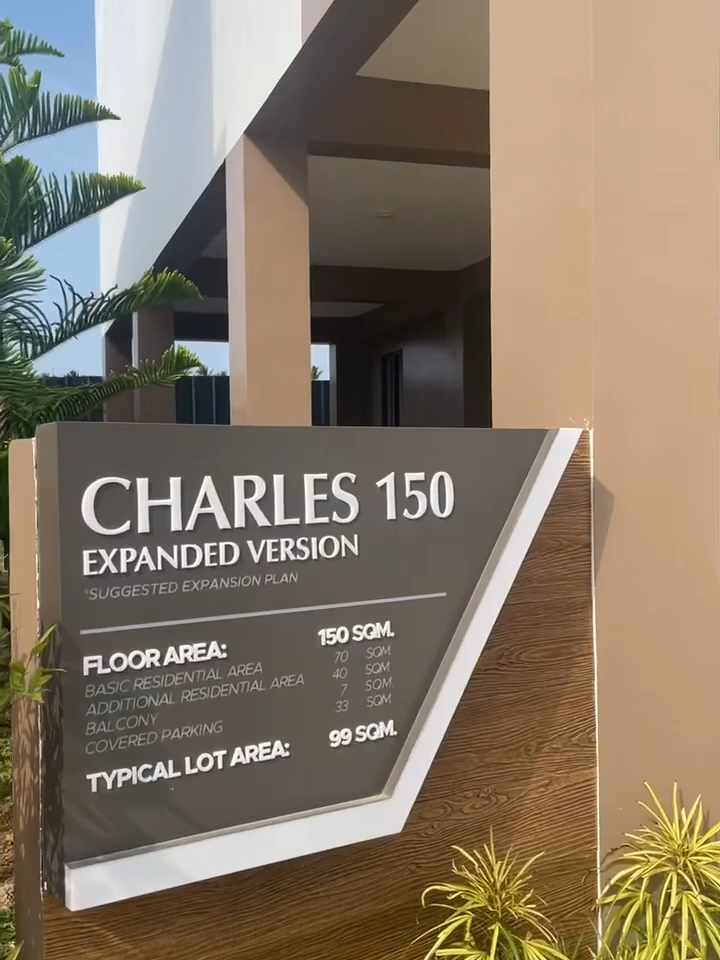 CHARLES 150
EXPANDED VERSION
*SUGGESTED EXPANSION PLAN
FLOOR AREA: 150 SQM.
BASIC RESIDENTIAL AREA 70 SQM
ADDITIONAL RESIDENTIAL AREA 40 SQM
BALCONY 7 SQM.
COVERED PARKING 33 SQM
TYPICAL LOT AREA: 99 SQM.